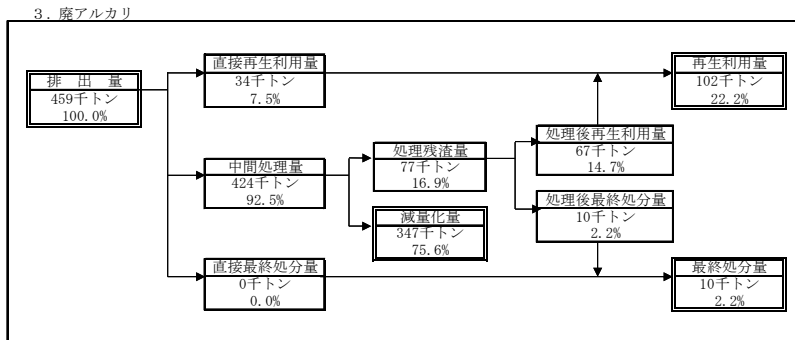 3．廃アルカリ
排 出 量
459千トン
100.0%
直接再生利用量
34千トン
7.5%
中間処理量
424千トン
92.5%
直接最終処分量
0千トン
0.0%
処理残渣量
77千トン
16.9%
減量化量
347千トン
75.6%
処理後再生利用量
67千トン
14.7%
処理後最終処分量
10千トン
2.2%
再生利用量
102千トン
22.2%
最終処分量
10千トン
2.2%